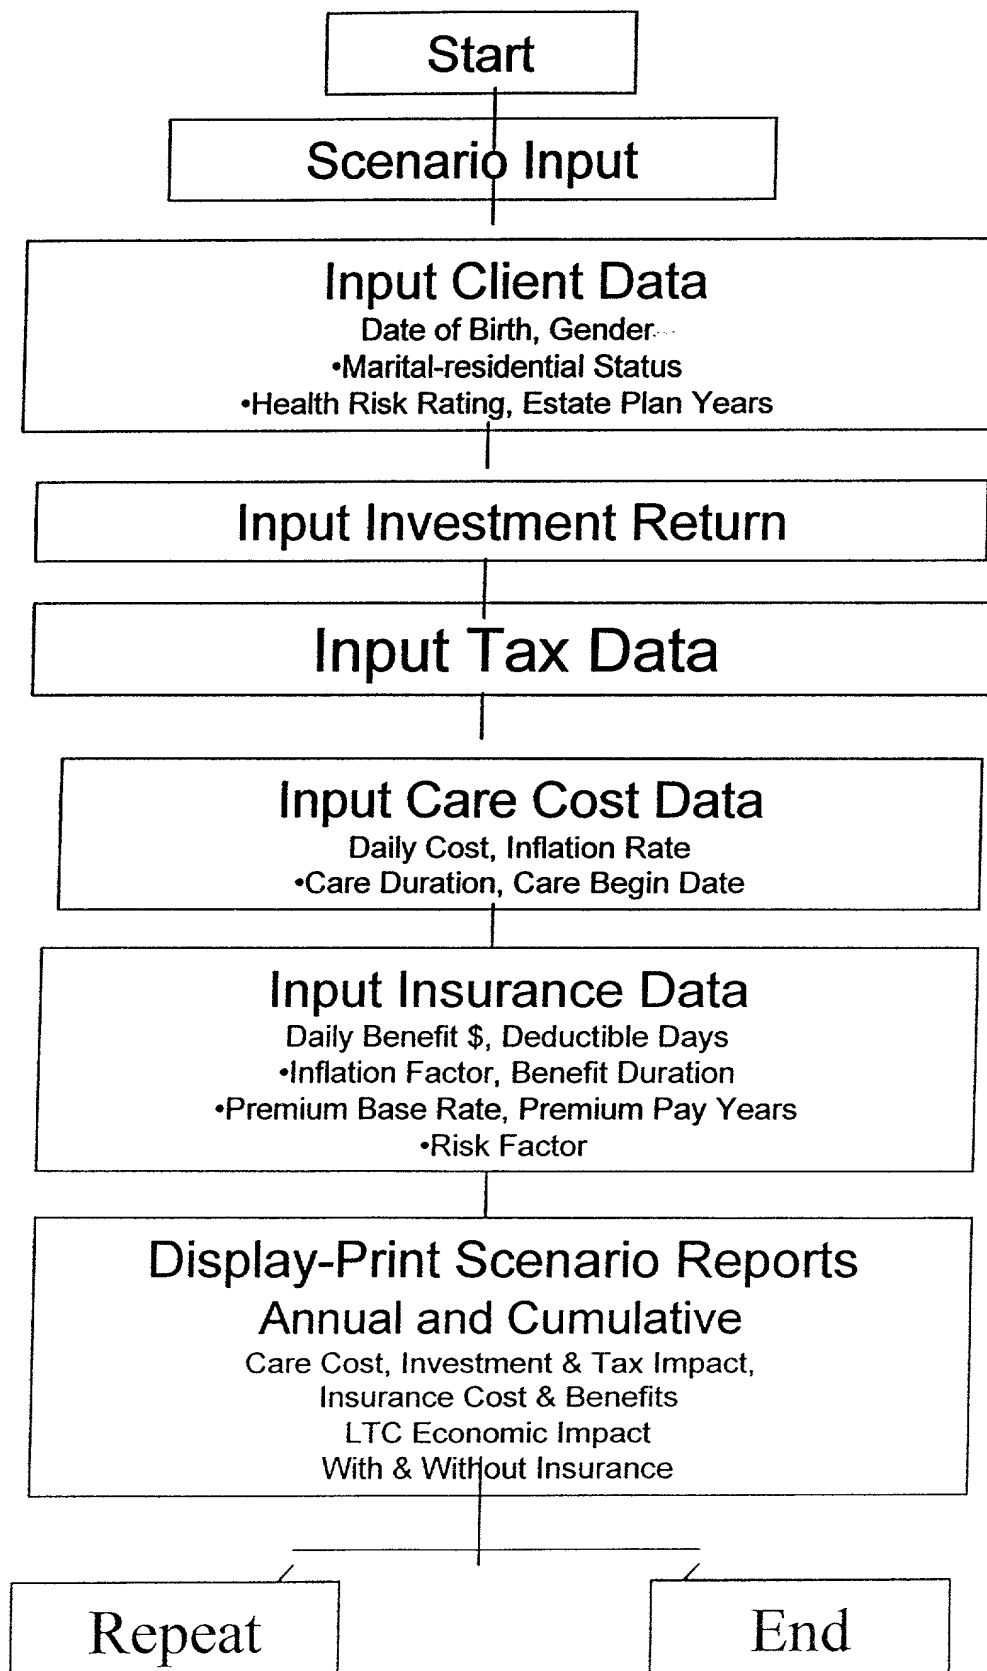 Start
Scenario Input
Input Client Data
Date of Birth, Gender
•Marital-residential Status
•Health Risk Rating, Estate Plan Years
Input Investment Return
Input Tax Data
Input Care Cost Data
Daily Cost, Inflation Rate
•Care Duration, Care Begin Date
Input Insurance Data
Daily Benefit $, Deductible Days
•Inflation Factor, Benefit Duration
•Premium Base Rate, Premium Pay Years
•Risk Factor
Display-Print Scenario Reports
Annual and Cumulative
Care Cost, Investment & Tax Impact,
Insurance Cost & Benefits
LTC Economic Impact
With & Without Insurance
Repeat
End